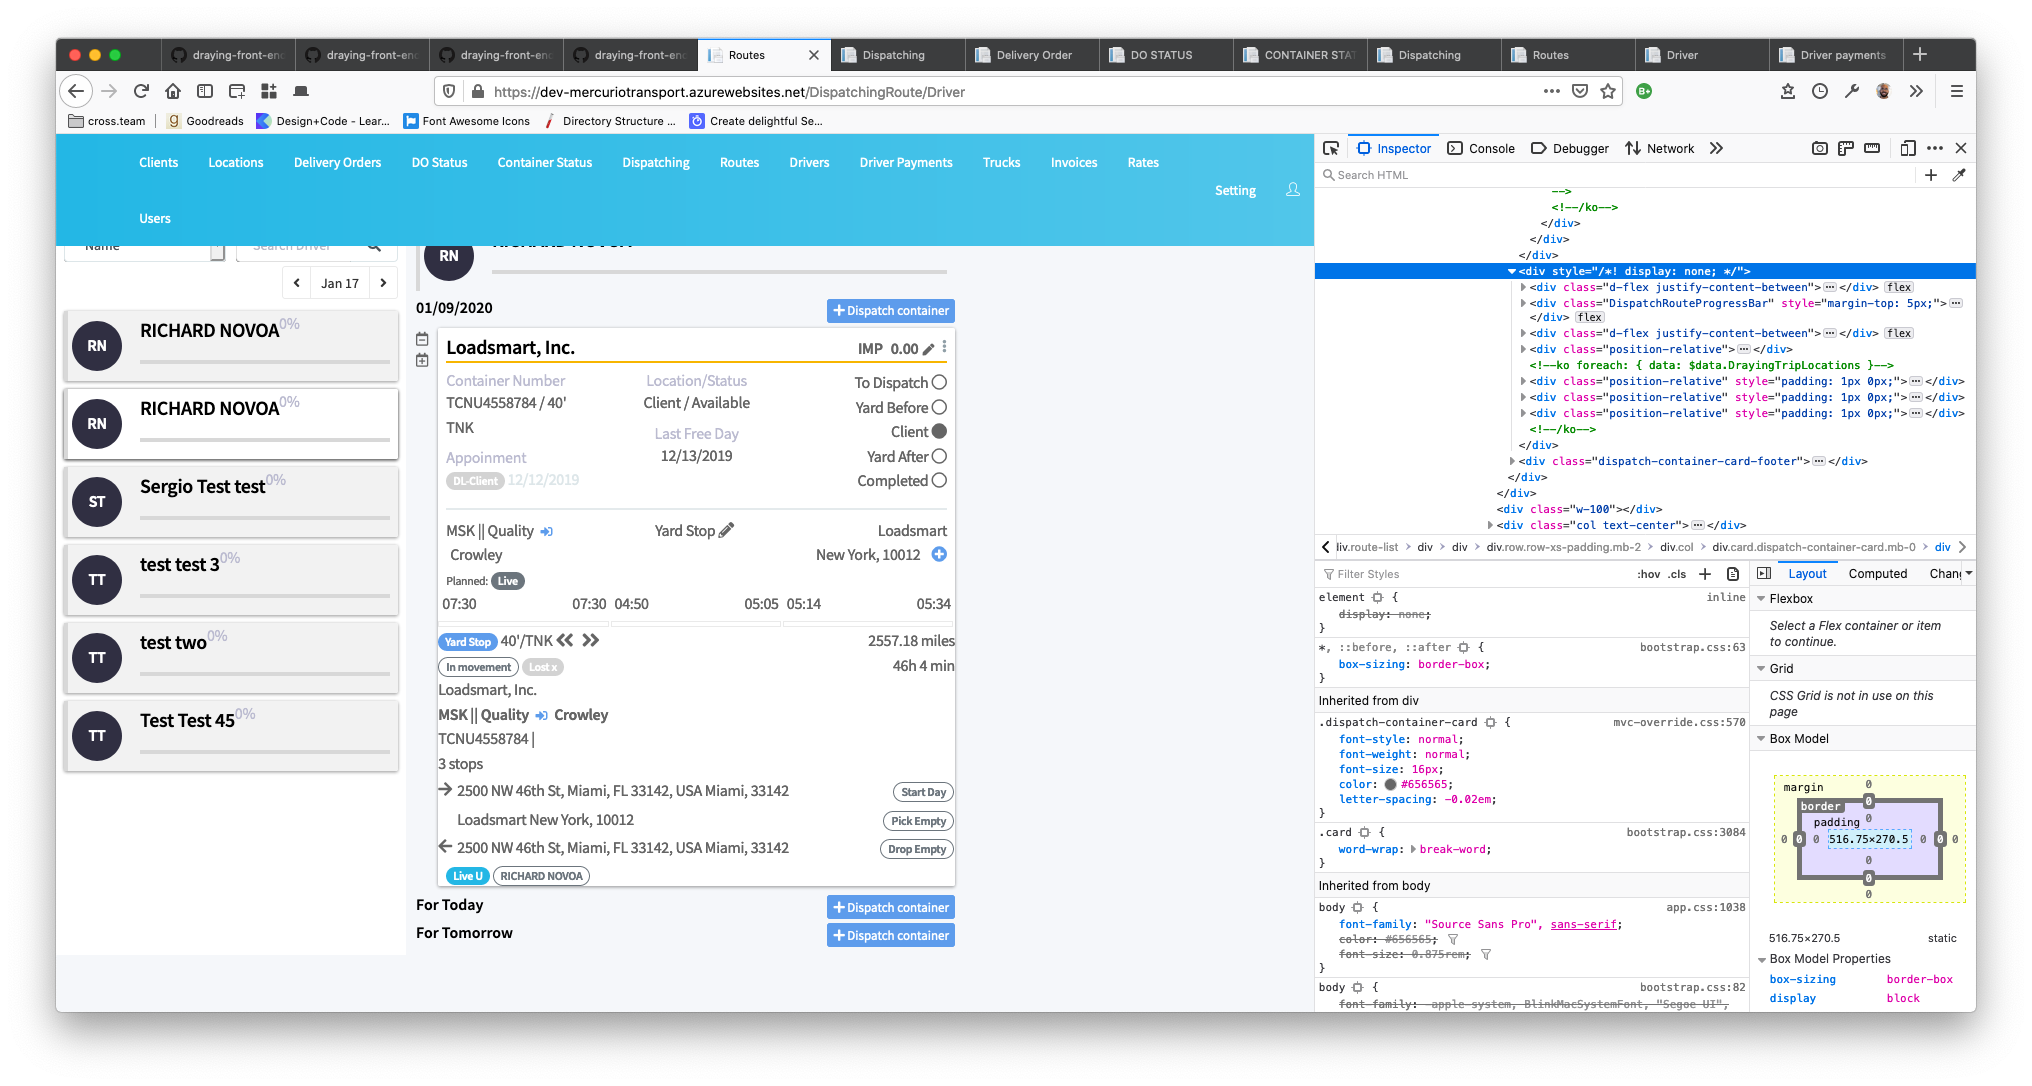 draying-front-en
draying-front-en
draying-front-en
draying-front-en
Routes
Dispatching
Delivery Order
DO STATUS
CONTAINER STAT
Dispatching
Routes
Driver
Driver payments
https://dev-mercuriotransport.azurewebsites.net/DispatchingRoute/Driver
cross.team
Goodreads
Design+Code - Lear...
Font Awesome Icons
Directory Structure ...
Create delightful Se...
Clients
Locations
Delivery Orders
DO Status
Container Status
Dispatching
Routes
Drivers
Driver Payments
Trucks
Invoices
Rates
Setting
Users
Name
Search Driver
Jan 17
RN
RICHARD NOVOA
0%
RN
RICHARD NOVOA
0%
ST
Sergio Test test
0%
TT
test test 3
0%
TT
test two
0%
TT
Test Test 45
0%
RN
RICHARD NOVOA
01/09/2020
Dispatch container
Loadsmart, Inc.
IMP 0.00
Container Number
Location/Status
To Dispatch
TCNU4558784 / 40'
Client / Available
Yard Before
TNK
Last Free Day
Client
Appoinment
12/13/2019
Yard After
DL-Client 12/12/2019
Completed
MSK || Quality
Yard Stop
Loadsmart
Crowley
New York, 10012
Planned: Live
07:30 07:30 04:50 05:05 05:14 05:34
Yard Stop 40'/TNK
2557.18 miles
In movement Lost x
46h 4 min
Loadsmart, Inc.
MSK || Quality Crowley
TCNU4558784 |
3 stops
2500 NW 46th St, Miami, FL 33142, USA Miami, 33142
Start Day
Loadsmart New York, 10012
Pick Empty
2500 NW 46th St, Miami, FL 33142, USA Miami, 33142
Drop Empty
Live U RICHARD NOVOA
For Today
Dispatch container
For Tomorrow
Dispatch container
Inspector
Console
Debugger
Network
Search HTML
-->
<!--/ko-->
</div>
</div>
</div>
<div style="/*! display: none; */">
<div class="d-flex justify-content-between"></div> flex
<div class="DispatchRouteProgressBar" style="margin-top: 5px;">
</div> flex
<div class="d-flex justify-content-between"></div> flex
<div class="position-relative"></div>
<!--ko foreach: { data: $data.DrayingTripLocations }-->
<div class="position-relative" style="padding: 1px 0px;"></div>
<div class="position-relative" style="padding: 1px 0px;"></div>
<div class="position-relative" style="padding: 1px 0px;"></div>
<!--/ko-->
</div>
<div class="dispatch-container-card-footer"></div>
</div>
</div>
<div class="w-100"></div>
<div class="col text-center"></div>
div.route-list > div > div > div.row.row-xs-padding.mb-2 > div.col > div.card.dispatch-container-card.mb-0 > div
Filter Styles
:hov .cls
element {
inline
display: none;
}
*, ::before, ::after {
bootstrap.css:63
box-sizing: border-box;
}
Inherited from div
.dispatch-container-card {
mvc-override.css:570
font-style: normal;
font-weight: normal;
font-size: 16px;
color: #656565;
letter-spacing: -0.02em;
}
.card {
bootstrap.css:3084
word-wrap: break-word;
}
Inherited from body
body {
app.css:1038
font-family: "Source Sans Pro", sans-serif;
color: #656565;
font-size: 0.875rem;
}
body {
bootstrap.css:82
font-family: -apple-system, BlinkMacSystemFont, "Segoe UI",
Layout
Computed
Chan
Flexbox
Select a Flex container or item
to continue.
Grid
CSS Grid is not in use on this
page
Box Model
margin 0
border 0
padding 0
0 0 0 516.75×270.5 0 0 0
0
0
0
516.75×270.5 static
Box Model Properties
box-sizing border-box
display block